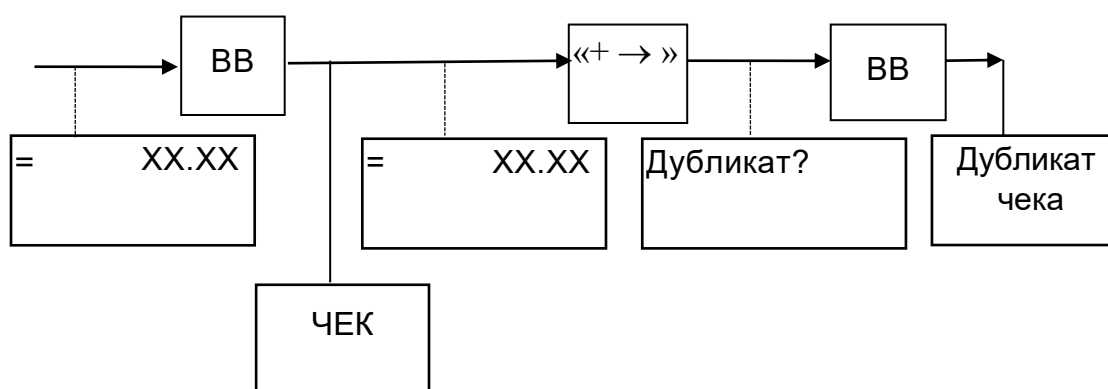 ВВ
«+ → »
ВВ
= XX.XX
= XX.XX
Дубликат?
Дубликат
чека
ЧЕК